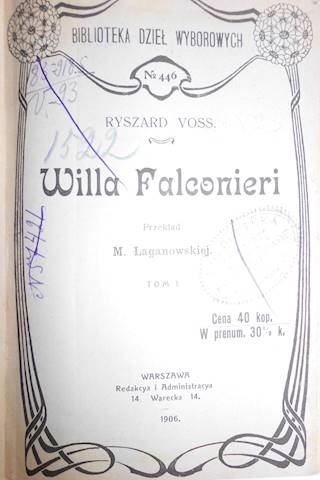 BIBLIOTEKA DZIEŁ WYBOROWYCH
№ 446
RYSZARD VOSS.
1522
Willa Falconieri
Przekład
M. Łaganowskiej.
TOM I
Cena 40 kop.
W prenum. 30½ k.
WARSZAWA
Redakcya i Administracya
14. Warecka 14.
1906.